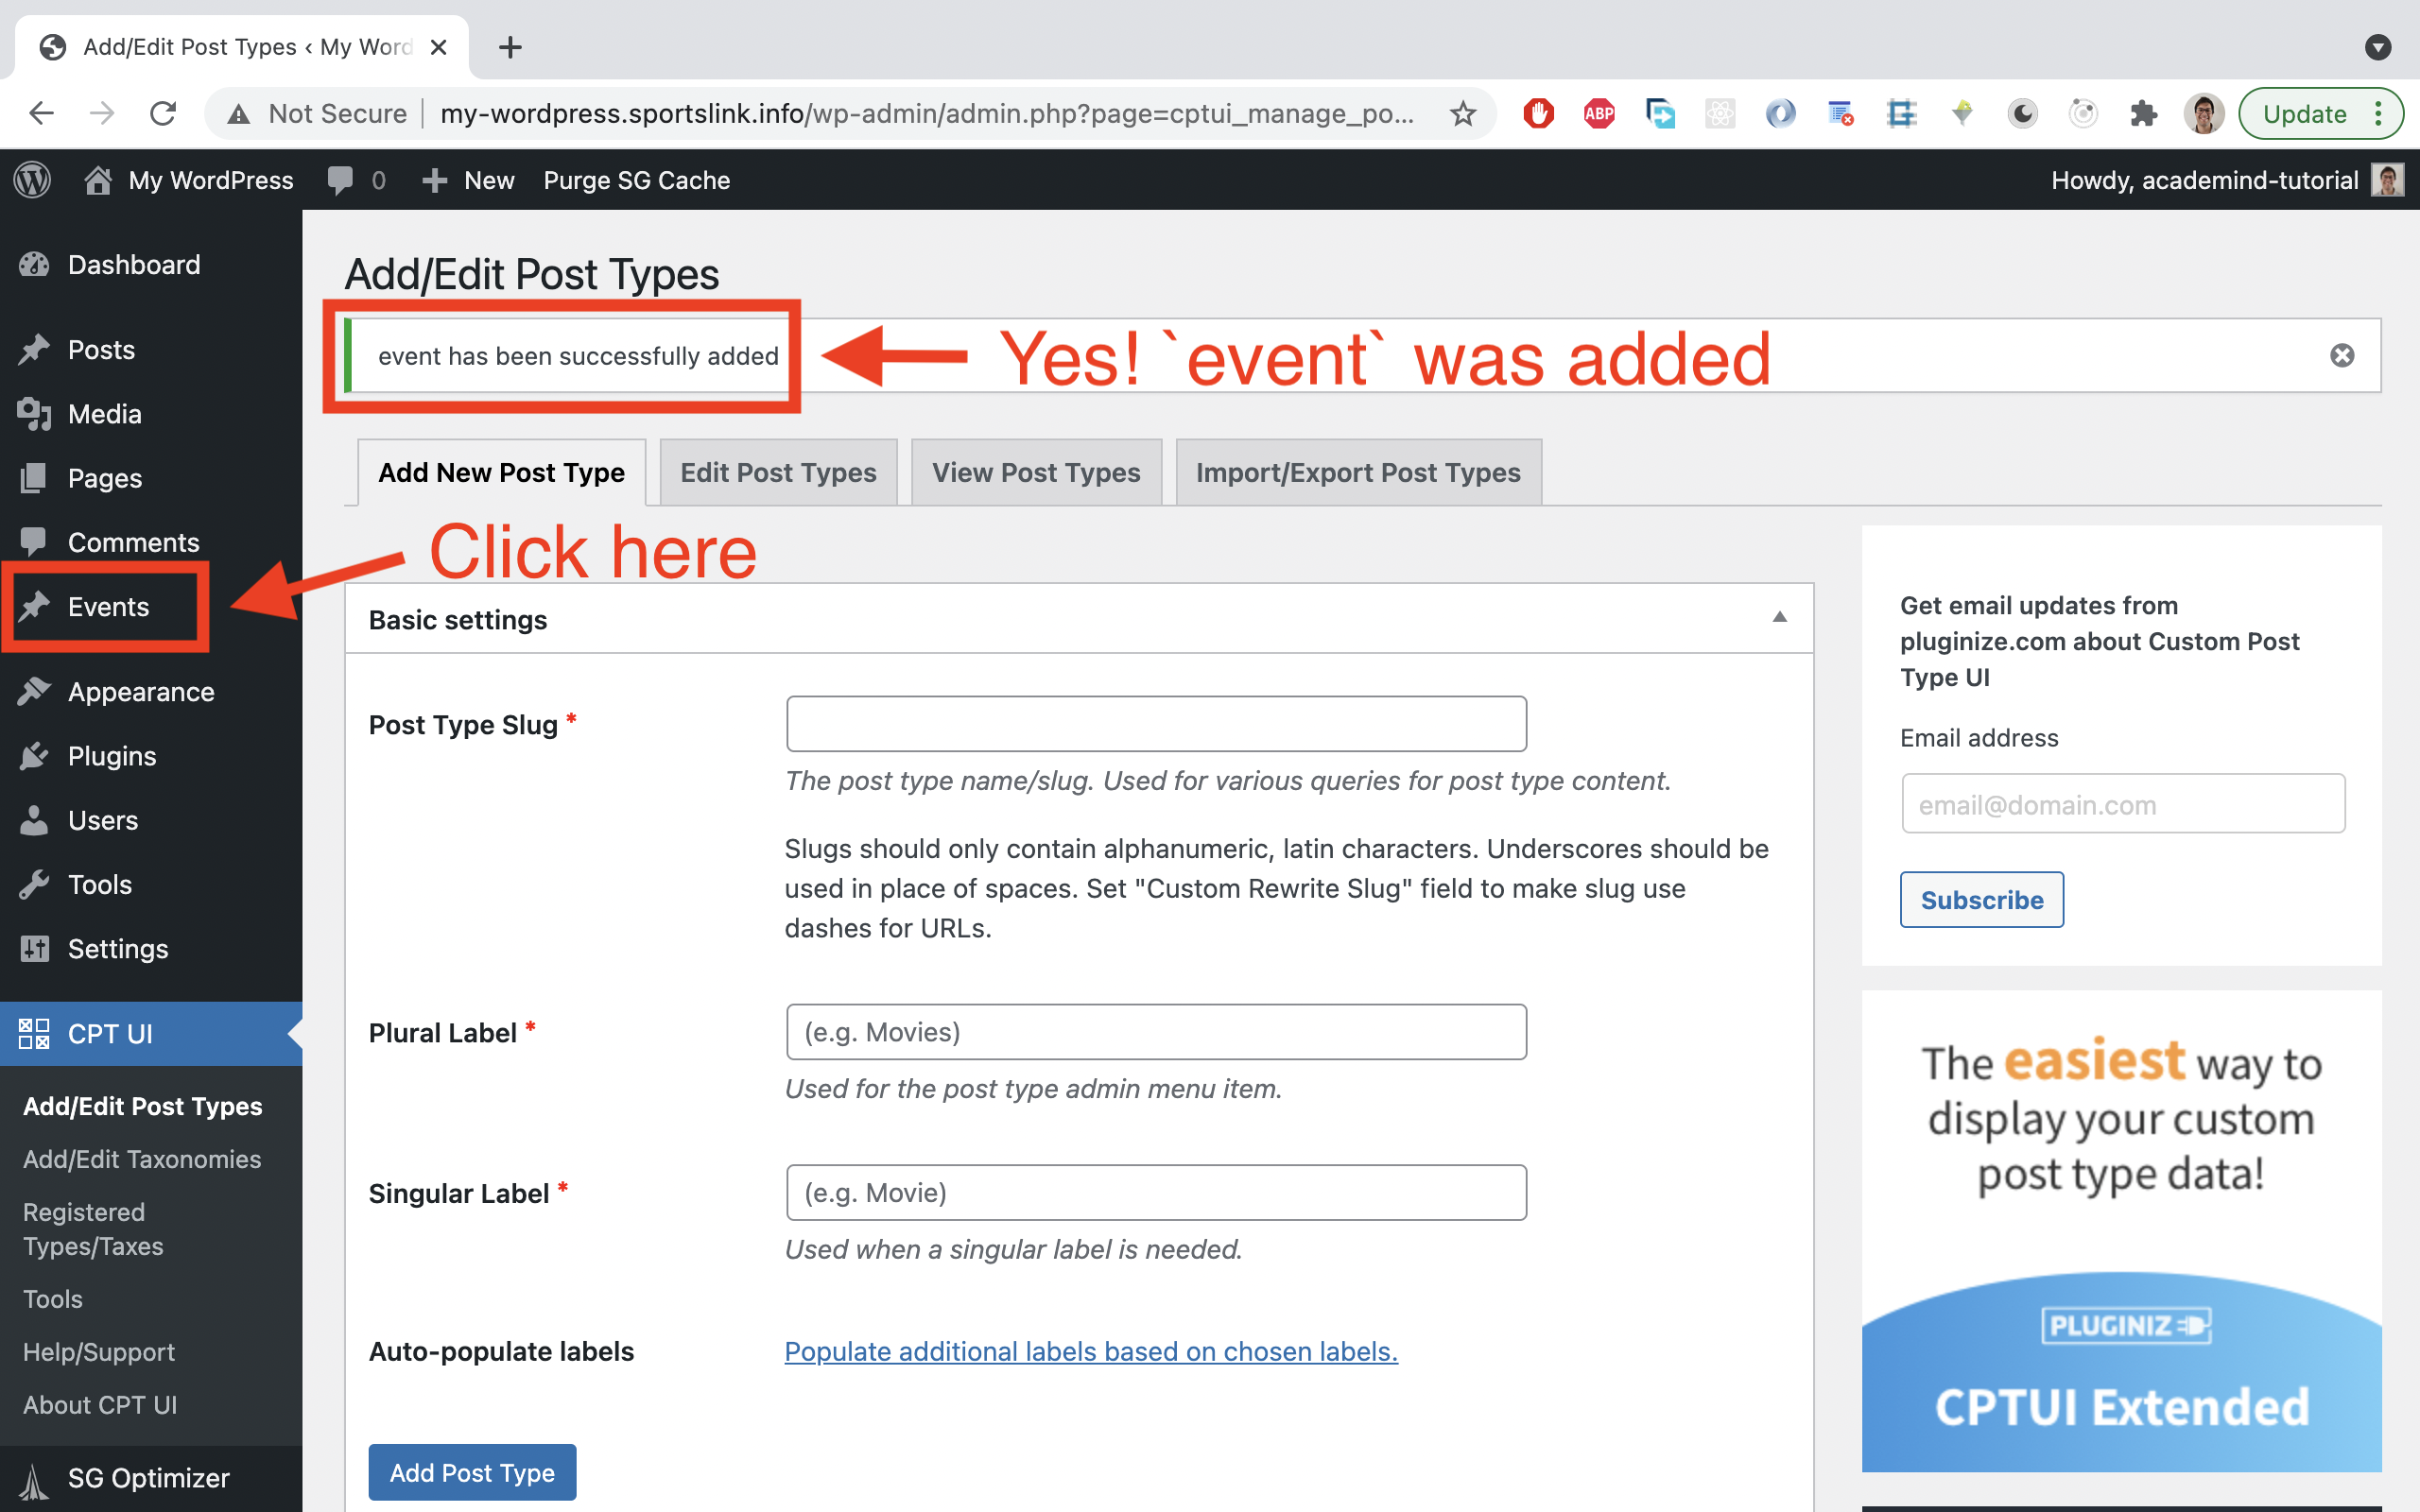 Add/Edit Post Types ‹ My Word
Not Secure
my-wordpress.sportslink.info/wp-admin/admin.php?page=cptui_manage_po...
ABP
Update
My WordPress
0
New
Purge SG Cache
Howdy, academind-tutorial
Dashboard
Posts
Media
Pages
Comments
Events
Appearance
Plugins
Users
Tools
Settings
CPT UI
Add/Edit Post Types
Add/Edit Taxonomies
Registered
Types/Taxes
Tools
Help/Support
About CPT UI
SG Optimizer
Add/Edit Post Types
event has been successfully added
Yes! `event` was added
Add New Post Type
Edit Post Types
View Post Types
Import/Export Post Types
Click here
Basic settings
Post Type Slug *
The post type name/slug. Used for various queries for post type content.
Slugs should only contain alphanumeric, latin characters. Underscores should be
used in place of spaces. Set "Custom Rewrite Slug" field to make slug use
dashes for URLs.
Plural Label *
(e.g. Movies)
Used for the post type admin menu item.
Singular Label *
(e.g. Movie)
Used when a singular label is needed.
Auto-populate labels
Populate additional labels based on chosen labels.
Add Post Type
Get email updates from
pluginize.com about Custom Post
Type UI
Email address
email@domain.com
Subscribe
The easiest way to
display your custom
post type data!
PLUGINIZ
CPTUI Extended